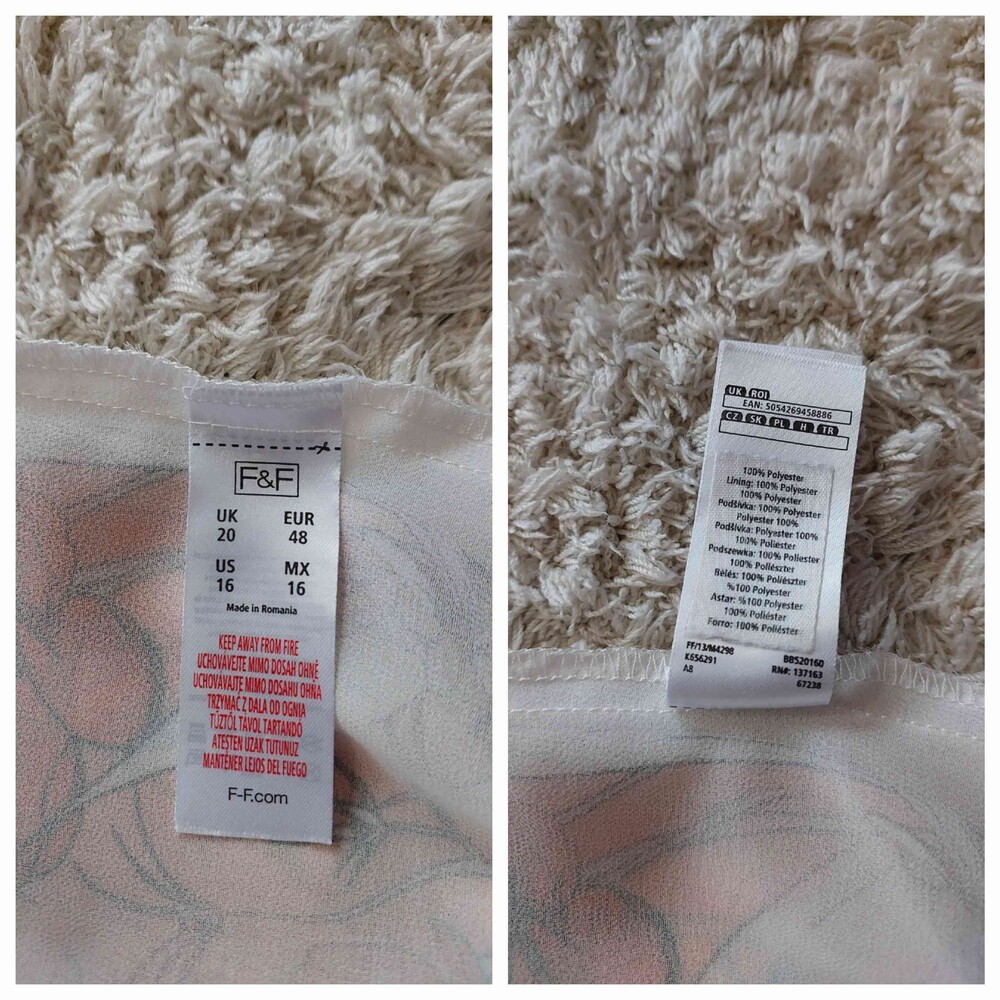 F&F
UK EUR
20 48
US MX
16 16
Made in Romania
KEEP AWAY FROM FIRE
UCHOVÁVEJTE MIMO DOSAH OHNĚ
UCHOVÁVAJTE MIMO DOSAHU OHŇA
TRZYMAĆ Z DALA OD OGNIA
TŰZTŐL TÁVOL TARTANDÓ
ATEŞTEN UZAK TUTUNUZ
MANTENER LEJOS DEL FUEGO
F-F.com
UK ROI
EAN: 5054269458886
CZ SK PL H TR
100% Polyester
Lining: 100% Polyester
100% Polyester
Podšívka: 100% Polyester
Polyester 100%
Podšívka: Polyester 100%
100% Poliester
Podszewka: 100% Poliester
100% Poliészter
Bélés: 100% Poliészter
%100 Polyester
Astar: %100 Polyester
100% Poliéster
Forro: 100% Poliéster
FF/13/M4298 BB520160
K656291 RN#: 137163
A8 67238